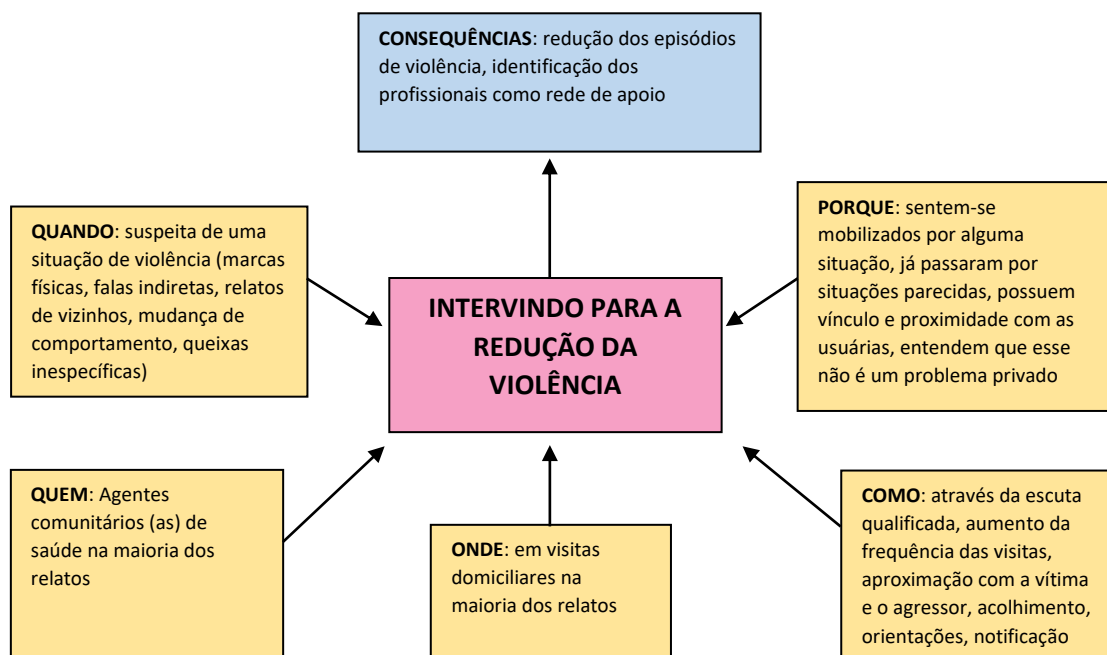 CONSEQUÊNCIAS: redução dos episódios
de violência, identificação dos
profissionais como rede de apoio
QUANDO: suspeita de uma
situação de violência (marcas
físicas, falas indiretas, relatos
de vizinhos, mudança de
comportamento, queixas
inespecíficas)
INTERVINDO PARA A
REDUÇÃO DA
VIOLÊNCIA
PORQUE: sentem-se
mobilizados por alguma
situação, já passaram por
situações parecidas, possuem
vínculo e proximidade com as
usuárias, entendem que esse
não é um problema privado
QUEM: Agentes
comunitários (as) de
saúde na maioria dos
relatos
ONDE: em visitas
domiciliares na
maioria dos relatos
COMO: através da escuta
qualificada, aumento da
frequência das visitas,
aproximação com a vítima
e o agressor, acolhimento,
orientações, notificação